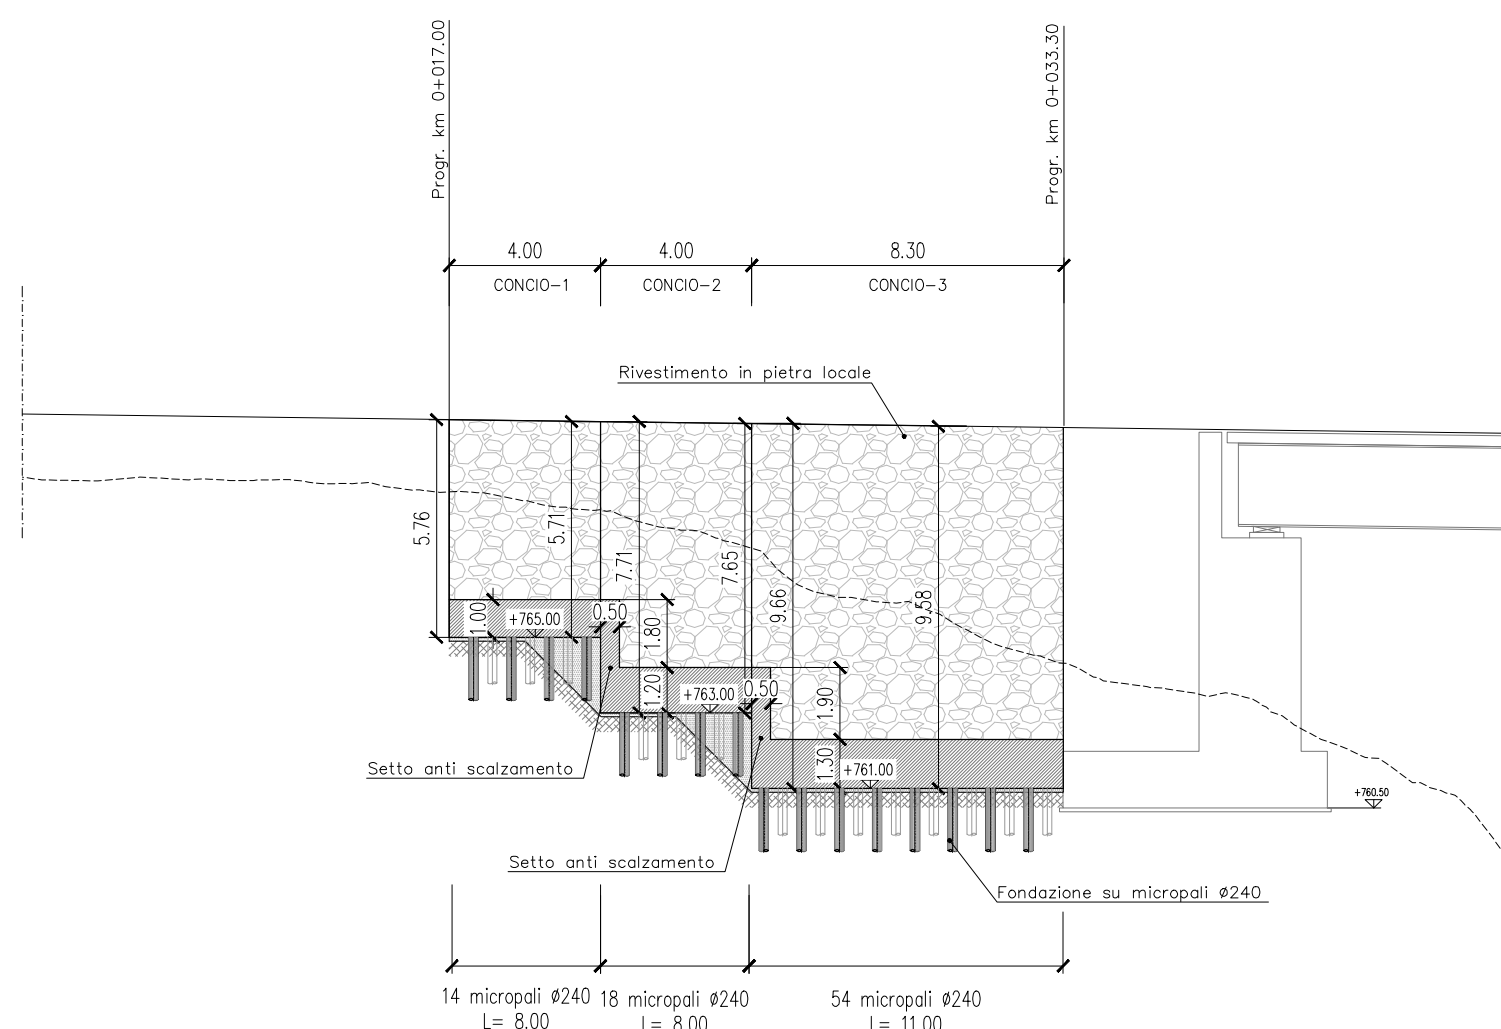 Progr. km 0+017.00
Progr. km 0+033.30
4.00
4.00
8.30
CONCIO-1
CONCIO-2
CONCIO-3
Rivestimento in pietra locale
5.76
5.71
7.71
7.65
9.66
9.58
1.00
+765.00
0.50
1.80
1.20
+763.00
0.50
1.90
1.30
+761.00
+760.50
Setto anti scalzamento
Setto anti scalzamento
Fondazione su micropali ø240
14 micropali ø240
L= 8.00
18 micropali ø240
L= 8.00
54 micropali ø240
L= 11.00